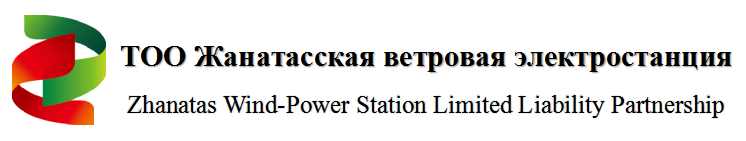 ТОО Жанатасская ветровая электростанция
Zhanatas Wind-Power Station Limited Liability Partnership